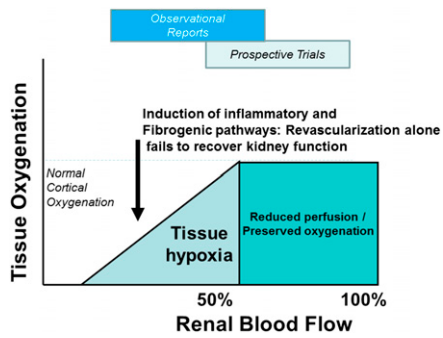 Observational
Reports
Prospective Trials
Induction of inflammatory and
Fibrogenic pathways: Revascularization alone
fails to recover kidney function
Tissue Oxygenation
Normal
Cortical
Oxygenation
Reduced perfusion /
Preserved oxygenation
Tissue
hypoxia
50%
100%
Renal Blood Flow